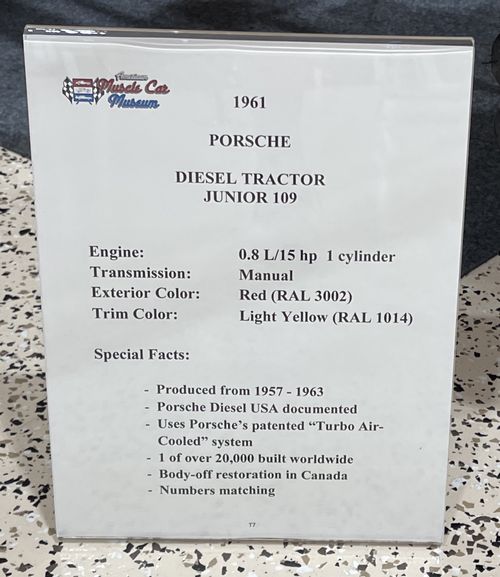 American
Muscle Car
Museum
1961
PORSCHE
DIESEL TRACTOR
JUNIOR 109
Engine: 0.8 L/15 hp 1 cylinder
Transmission: Manual
Exterior Color: Red (RAL 3002)
Trim Color: Light Yellow (RAL 1014)
Special Facts:
- Produced from 1957 - 1963
- Porsche Diesel USA documented
- Uses Porsche's patented “Turbo Air-
Cooled” system
- 1 of over 20,000 built worldwide
- Body-off restoration in Canada
- Numbers matching
T7